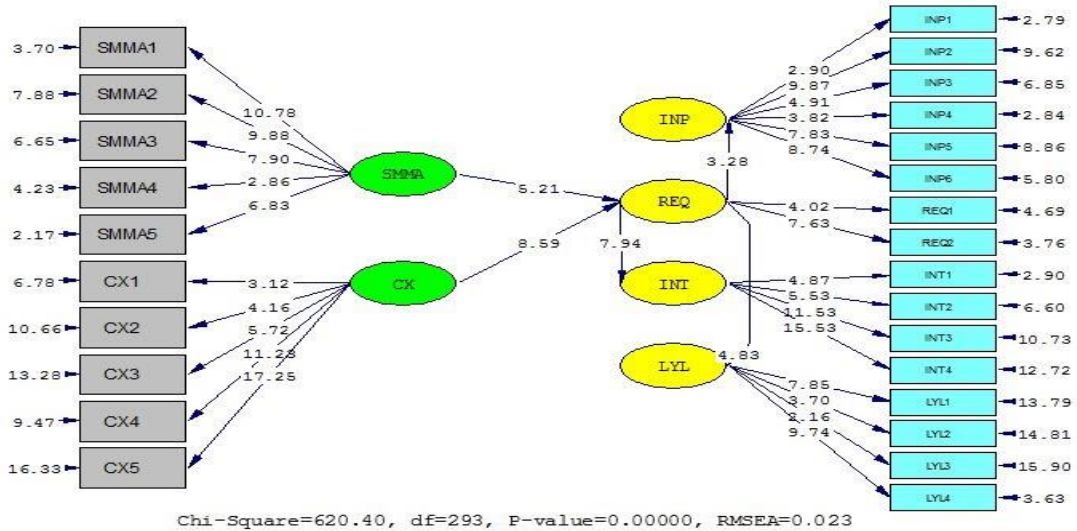 INP1 2.79
3.70 SMMA1
INP2 9.62
2.90
INP3 6.85
7.88 SMMA2
9.87
4.91
10.78
INP INP4 2.84
3.82
9.88
7.83
6.65 SMMA3
INP5 8.86
8.74
7.90
3.28
SMMA
INP6 5.80
4.23 SMMA4
2.86
5.21
REQ
6.83
4.02 REQ1 4.69
7.63
2.17 SMMA5
REQ2 3.76
8.59 7.94
6.78 CX1
3.12
CX
INT
4.87 INT1 2.90
5.53
4.16
INT2 6.60
11.53
10.66 CX2
5.72
15.53
INT3 10.73
11.23
4.83
LYL
INT4 12.72
13.28 CX3
17.25
7.85
LYL1 13.79
3.70
9.47 CX4
2.16
LYL2 14.81
9.74
16.33 CX5
LYL3 15.90
LYL4 3.63
Chi-Square=620.40, df=293, P-value=0.00000, RMSEA=0.023